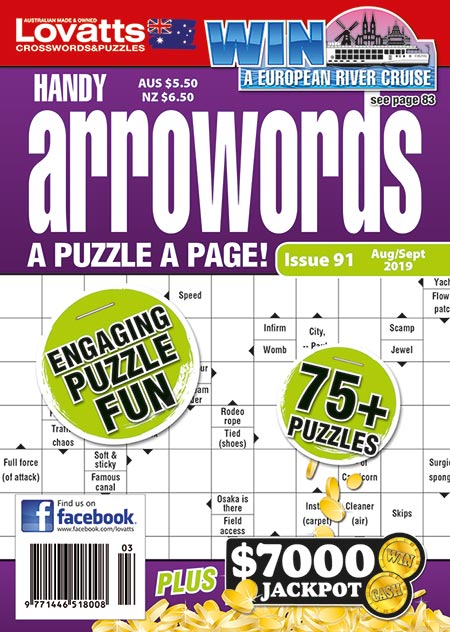 AUSTRALIAN MADE & OWNED
Lovatts
CROSSWORDS&PUZZLES
WIN
A EUROPEAN RIVER CRUISE
see page 83
HANDY
AUS $5.50
NZ $6.50
arrowords
A PUZZLE A PAGE!
Issue 91
Aug/Sept
2019
Speed
Infirm
Womb
City,
Scamp
Jewel
ENGAGING
PUZZLE
FUN
75+
PUZZLES
Rodeo
rope
Tied
(shoes)
chaos
Full force
(of attack)
Soft &
sticky
Famous
canal
of
Osaka is
there
Field
access
(carpet)
Cleaner
(air)
Skips
Find us on
facebook
www.facebook.com/lovatts
03
9 771446 518008
PLUS
$7000
JACKPOT
WIN
CASH